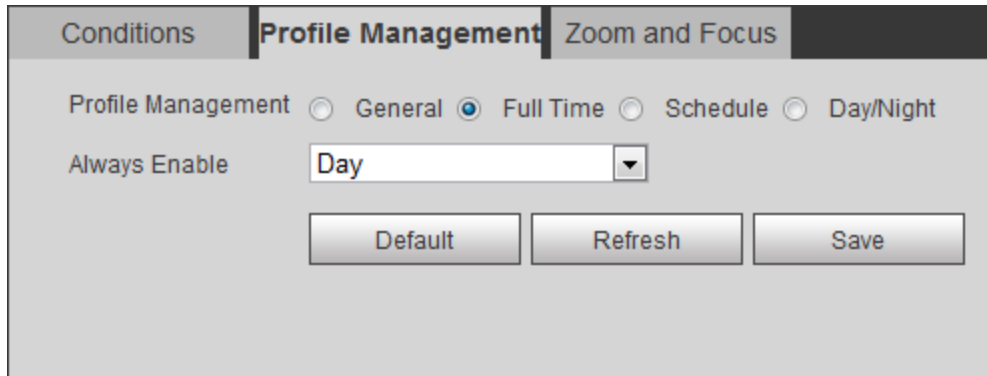 Conditions Profile Management Zoom and Focus
Profile Management General Full Time Schedule Day/Night
Always Enable Day
Default Refresh Save